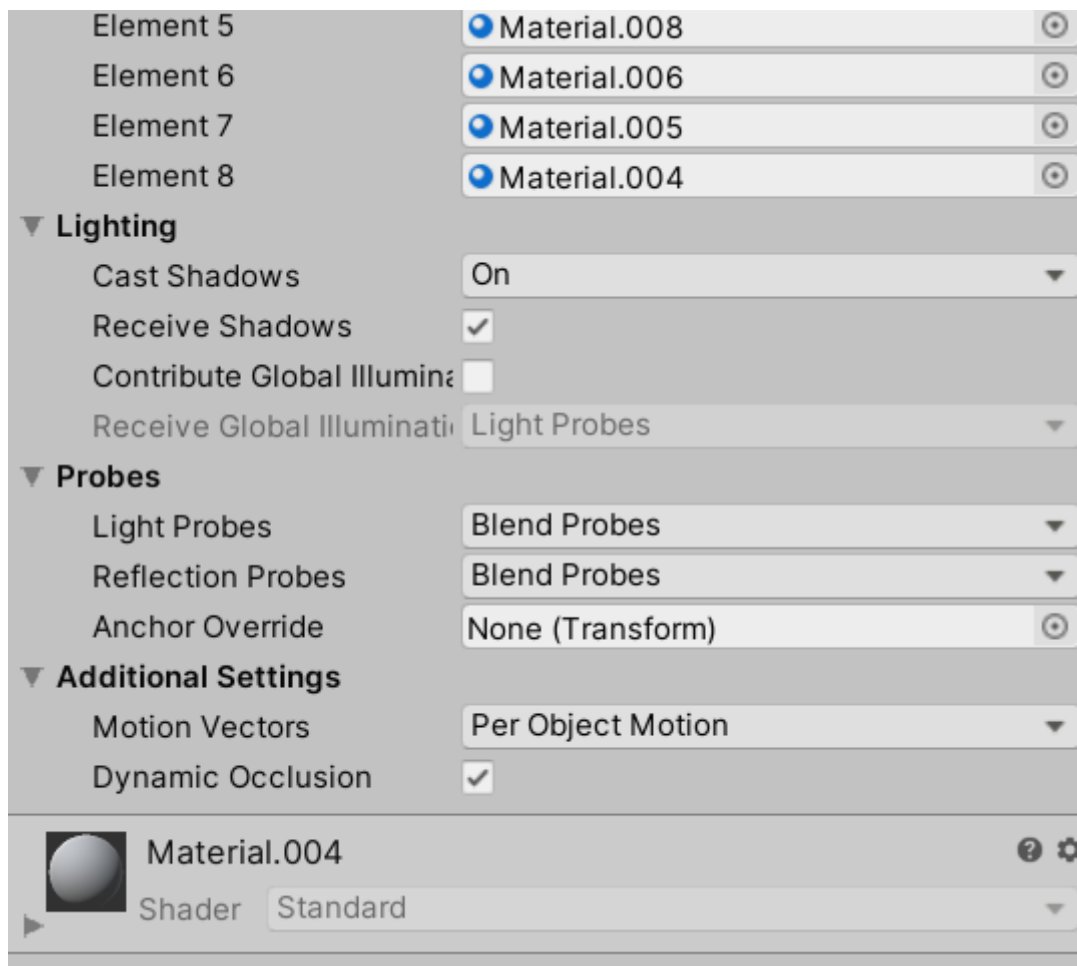 Element 5 Material.008
Element 6 Material.006
Element 7 Material.005
Element 8 Material.004
Lighting
Cast Shadows On
Receive Shadows
Contribute Global Illumina
Receive Global Illuminati Light Probes
Probes
Light Probes Blend Probes
Reflection Probes Blend Probes
Anchor Override None (Transform)
Additional Settings
Motion Vectors Per Object Motion
Dynamic Occlusion
Material.004
Shader Standard